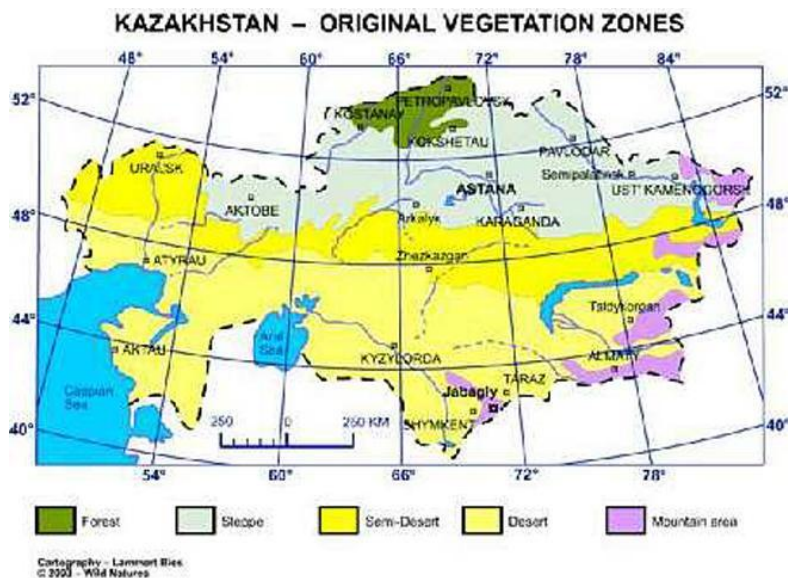 KAZAKHSTAN – ORIGINAL VEGETATION ZONES
48° 54° 60° 66° 72° 78° 84°
52° 52°
PETROPAVLOVSK
KOSTANAY
KOKSHETAU
PAVLODAR
URALSK
Semipalatinsk
ASTANA
UST' KAMENOGORSK
AKTOBE
48° 48°
Arkalyk
KARAGANDA
Zhezkazgan
ATYRAU
Taldykorgan
44° 44°
Aral
Sea
AKTAU
KYZYLORDA
ALMATY
TARAZ
Caspian
Sea
Jabagly
SHYMKENT
250 0 250 KM
40° 40°
54° 60° 66° 72° 78°
Forest Steppe Semi-Desert Desert Mountain area
Cartography – Lammert Bies
© 2003 – Wild Natures